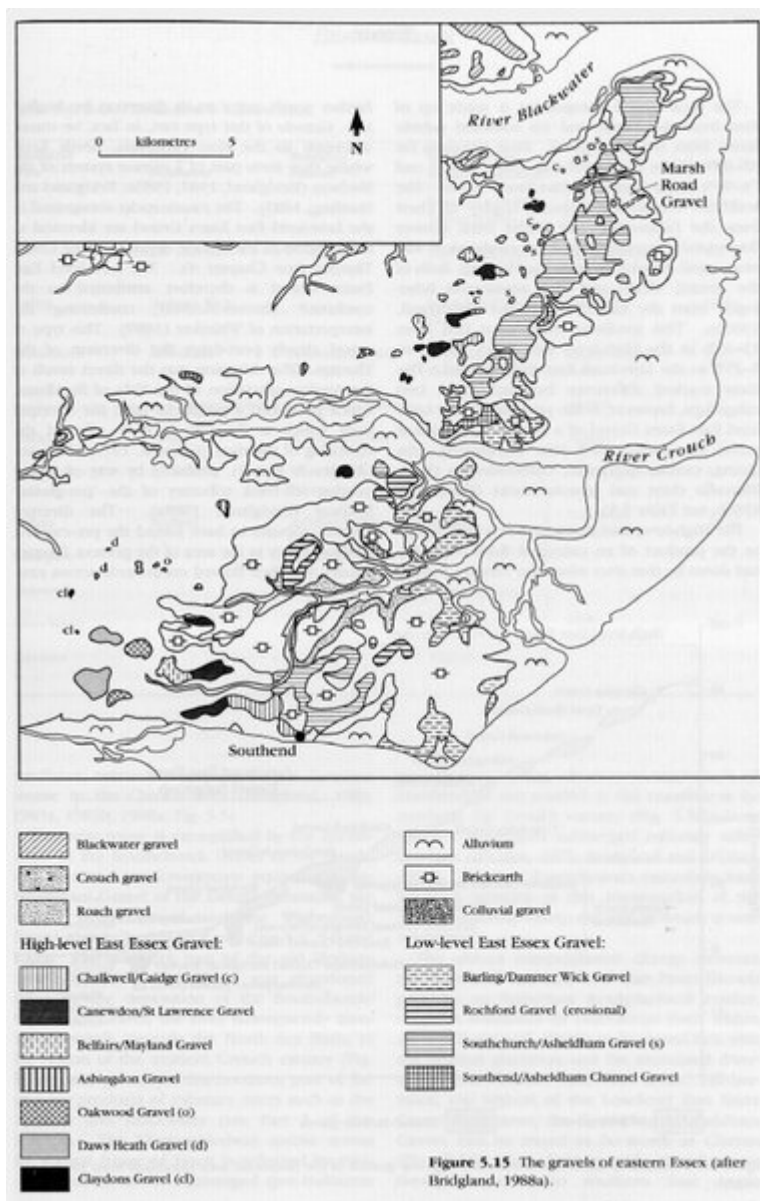 River Blackwater
0 kilometres 5
N
Marsh
Road
Gravel
c
o
s
c
s
River Crouch
d
d
o
cl
cl
Southend
Blackwater gravel
Crouch gravel
Roach gravel
High-level East Essex Gravel:
Chalkwell/Caidge Gravel (c)
Canewdon/St Lawrence Gravel
Belfairs/Mayland Gravel
Ashingdon Gravel
Oakwood Gravel (o)
Daws Heath Gravel (d)
Claydons Gravel (cl)
Alluvium
Brickearth
Colluvial gravel
Low-level East Essex Gravel:
Barling/Dammer Wick Gravel
Rochford Gravel (erosional)
Southchurch/Asheldham Gravel (s)
Southend/Asheldham Channel Gravel
Figure 5.15 The gravels of eastern Essex (after
Bridgland, 1988a).